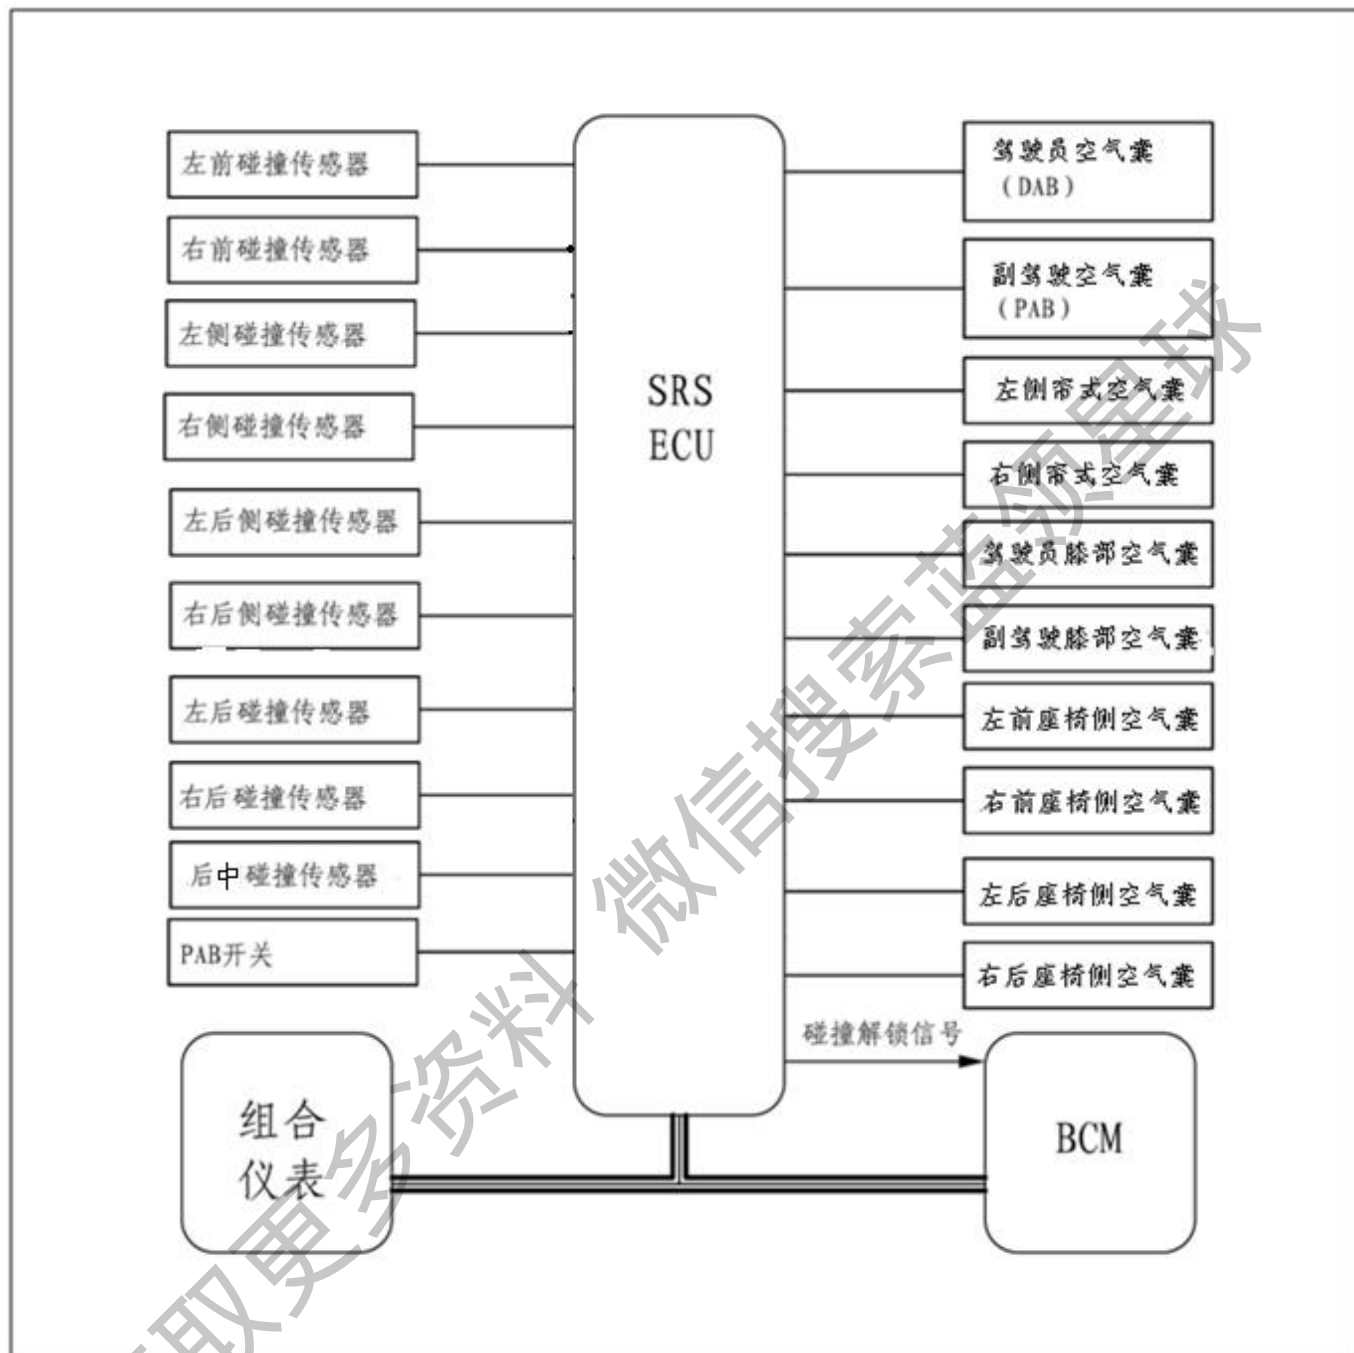 左前碰撞传感器
右前碰撞传感器
左侧碰撞传感器
右侧碰撞传感器
左后侧碰撞传感器
右后侧碰撞传感器
左后碰撞传感器
右后碰撞传感器
后中碰撞传感器
PAB开关
组合
仪表
SRS
ECU
驾驶员空气囊
(DAB)
副驾驶空气囊
(PAB)
左侧帘式空气囊
右侧帘式空气囊
驾驶员膝部空气囊
副驾驶膝部空气囊
左前座椅侧空气囊
右前座椅侧空气囊
左后座椅侧空气囊
右后座椅侧空气囊
碰撞解锁信号
BCM
取更多资料 微信搜索蓝领星球